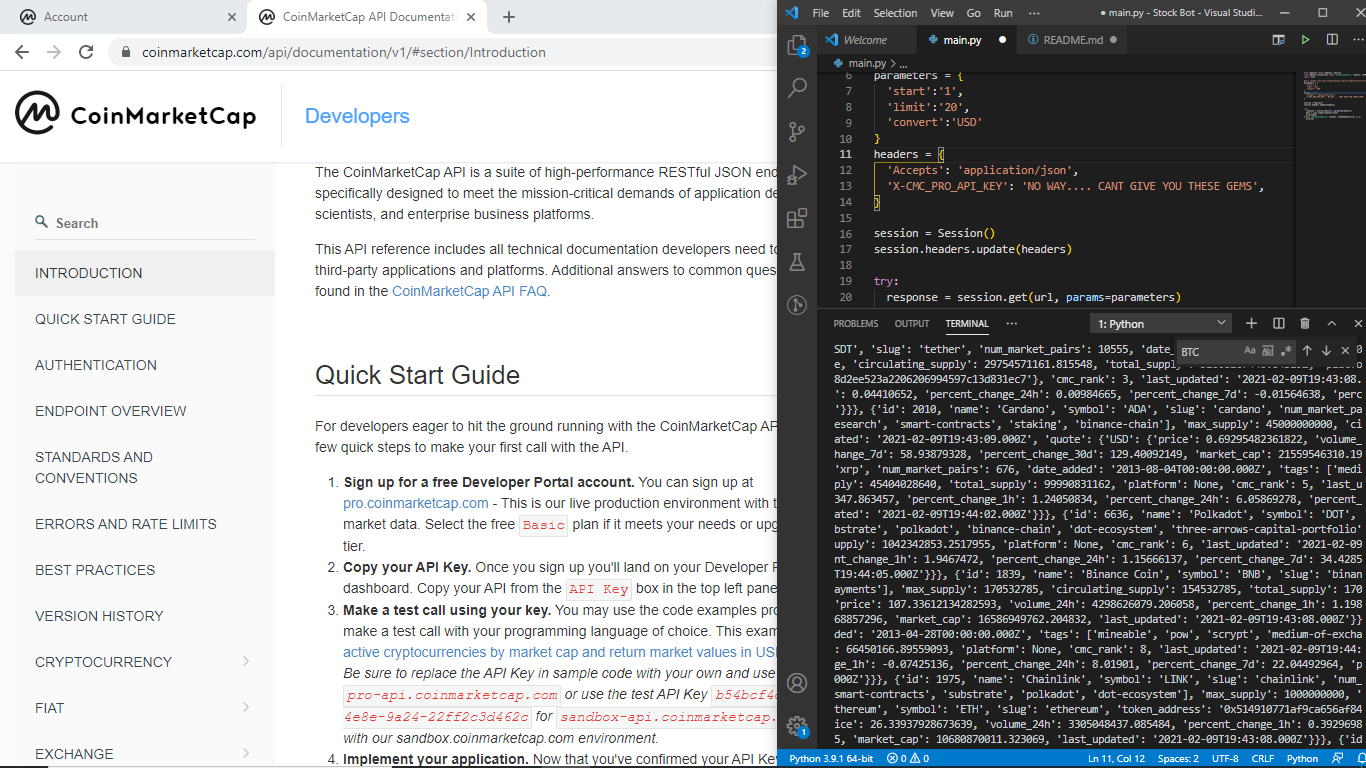 Account
CoinMarketCap API Documentat
coinmarketcap.com/api/documentation/v1/#section/Introduction
CoinMarketCap
Developers
Search
INTRODUCTION
QUICK START GUIDE
AUTHENTICATION
ENDPOINT OVERVIEW
STANDARDS AND
CONVENTIONS
ERRORS AND RATE LIMITS
BEST PRACTICES
VERSION HISTORY
CRYPTOCURRENCY
FIAT
EXCHANGE
The CoinMarketCap API is a suite of high-performance RESTful JSON end
specifically designed to meet the mission-critical demands of application de
scientists, and enterprise business platforms.
This API reference includes all technical documentation developers need to
third-party applications and platforms. Additional answers to common ques
found in the CoinMarketCap API FAQ.
Quick Start Guide
For developers eager to hit the ground running with the CoinMarketCap AP
few quick steps to make your first call with the API.
1. Sign up for a free Developer Portal account. You can sign up at
pro.coinmarketcap.com - This is our live production environment with t
market data. Select the free Basic plan if it meets your needs or upg
tier.
2. Copy your API Key. Once you sign up you'll land on your Developer P
dashboard. Copy your API from the API Key box in the top left pane
3. Make a test call using your key. You may use the code examples pro
make a test call with your programming language of choice. This exam
active cryptocurrencies by market cap and return market values in USD
Be sure to replace the API Key in sample code with your own and use
pro-api.coinmarketcap.com or use the test API Key b54bcf4d
4e8e-9a24-22ff2c3d462c for sandbox-api.coinmarketcap.
with our sandbox.coinmarketcap.com environment.
4. Implement your application. Now that you've confirmed your API Key
File Edit Selection View Go Run ··· ● main.py - Stock Bot - Visual Studi...
Welcome main.py README.md
main.py > ...
2
6 parameters = {
7 'start':'1',
8 'limit':'20',
9 'convert':'USD'
10 }
11 headers = {
12 'Accepts': 'application/json',
13 'X-CMC_PRO_API_KEY': 'NO WAY.... CANT GIVE YOU THESE GEMS',
14 }
15
16 session = Session()
17 session.headers.update(headers)
18
19 try:
20 response = session.get(url, params=parameters)
PROBLEMS OUTPUT TERMINAL ··· 1: Python
BTC Aa Abl .*
SDT', 'slug': 'tether', 'num_market_pairs': 10555, 'date_
e, 'circulating_supply': 29754571161.815548, 'total_
8d2ee523a2206206994597c13d831ec7'}, 'cmc_rank': 3, 'last_updated': '2021-02-09T19:43:08.
': 0.04410652, 'percent_change_24h': 0.00984665, 'percent_change_7d': -0.01564638, 'perc
'}}}, {'id': 2010, 'name': 'Cardano', 'symbol': 'ADA', 'slug': 'cardano', 'num_market_pa
esearch', 'smart-contracts', 'staking', 'binance-chain'], 'max_supply': 45000000000, 'ci
ated': '2021-02-09T19:43:09.000Z', 'quote': {'USD': {'price': 0.69295482361822, 'volume_
hange_7d': 58.93879328, 'percent_change_30d': 129.40092149, 'market_cap': 21559546310.19
'xrp', 'num_market_pairs': 676, 'date_added': '2013-08-04T00:00:00.000Z', 'tags': ['medi
ply': 45404028640, 'total_supply': 99990831162, 'platform': None, 'cmc_rank': 5, 'last_u
347.863457, 'percent_change_1h': 1.24050834, 'percent_change_24h': 6.05869278, 'percent_
ated': '2021-02-09T19:44:02.000Z'}}}, {'id': 6636, 'name': 'Polkadot', 'symbol': 'DOT',
bstrate', 'polkadot', 'binance-chain', 'dot-ecosystem', 'three-arrows-capital-portfolio'
upply': 1042342853.2517955, 'platform': None, 'cmc_rank': 6, 'last_updated': '2021-02-09
nt_change_1h': 1.9467472, 'percent_change_24h': 1.15666137, 'percent_change_7d': 34.4285
T19:44:05.000Z'}}}, {'id': 1839, 'name': 'Binance Coin', 'symbol': 'BNB', 'slug': 'binan
ayments'], 'max_supply': 170532785, 'circulating_supply': 154532785, 'total_supply': 170
'price': 107.33612134282593, 'volume_24h': 4298626079.206058, 'percent_change_1h': 1.198
68857296, 'market_cap': 16586949762.204832, 'last_updated': '2021-02-09T19:43:08.000Z'}}
ded': '2013-04-28T00:00:00.000Z', 'tags': ['mineable', 'pow', 'scrypt', 'medium-of-excha
: 66450166.89559093, 'platform': None, 'cmc_rank': 8, 'last_updated': '2021-02-09T19:44:
ge_1h': -0.07425136, 'percent_change_24h': 8.01901, 'percent_change_7d': 22.04492964, 'p
000Z'}}}, {'id': 1975, 'name': 'Chainlink', 'symbol': 'LINK', 'slug': 'chainlink', 'num_
smart-contracts', 'substrate', 'polkadot', 'dot-ecosystem'], 'max_supply': 1000000000, '
thereum', 'symbol': 'ETH', 'slug': 'ethereum', 'token_address': '0x514910771af9ca656af84
ice': 26.33937928673639, 'volume_24h': 3305048437.085484, 'percent_change_1h': 0.3929698
5, 'market_cap': 10680870011.323069, 'last_updated': '2021-02-09T19:43:08.000Z'}}}, {'id
1
Python 3.9.1 64-bit 0 0 Ln 11, Col 12 Spaces: 2 UTF-8 CRLF Python